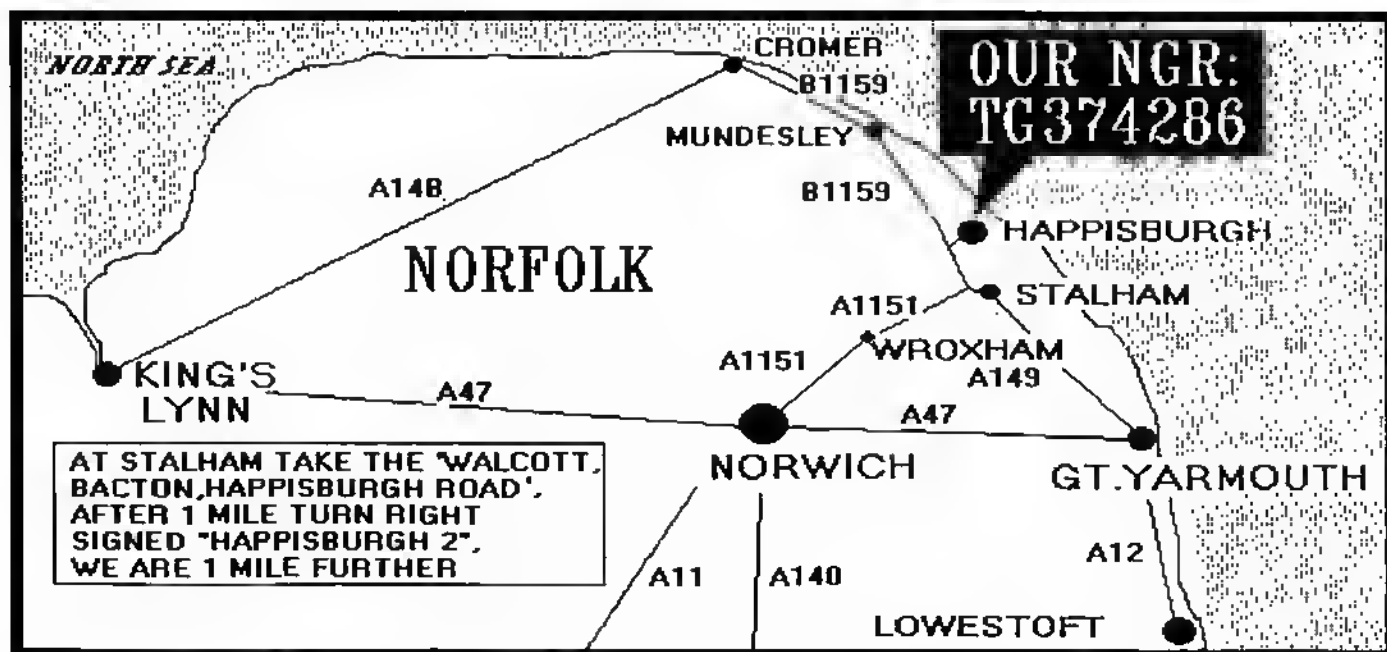 NORTH SEA
CROMER
B1159
OUR NGR:
TG374286
MUNDESLEY
A148
B1159
HAPPISBURGH
NORFOLK
STALHAM
A1151
WROXHAM
A1151
A149
KING'S
LYNN
A47
A47
NORWICH
GT.YARMOUTH
AT STALHAM TAKE THE "WALCOTT,
BACTON,HAPPISBURGH ROAD',
AFTER 1 MILE TURN RIGHT
SIGNED "HAPPISBURGH 2",
WE ARE 1 MILE FURTHER
A11
A140
A12
LOWESTOFT